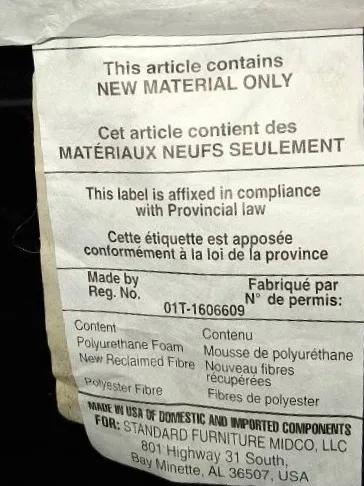 This article contains
NEW MATERIAL ONLY
Cet article contient des
MATÉRIAUX NEUFS SEULEMENT
This label is affixed in compliance
with Provincial law
Cette étiquette est apposée
conformément à la loi de la province
Made by
Reg. No.
Fabriqué par
N° de permis:
01T-1606609
Content
Polyurethane Foam
New Reclaimed Fibre
Polyester Fibre
Contenu
Mousse de polyuréthane
Nouveau fibres
récupérées
Fibres de polyester
MADE IN USA OF DOMESTIC AND IMPORTED COMPONENTS
FOR: STANDARD FURNITURE MIDCO, LLC
801 Highway 31 South,
Bay Minette, AL 36507, USA